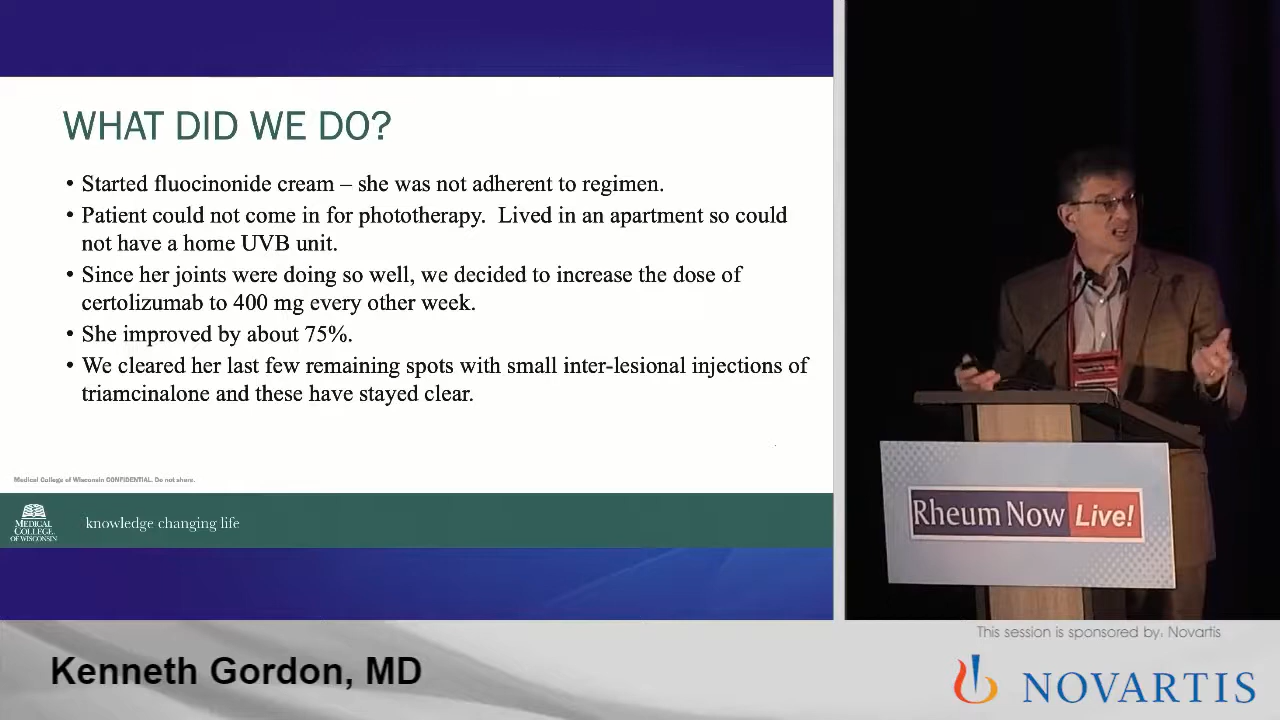 WHAT DID WE DO?
• Started fluocinonide cream – she was not adherent to regimen.
• Patient could not come in for phototherapy.  Lived in an apartment so could
not have a home UVB unit.
• Since her joints were doing so well, we decided to increase the dose of
certolizumab to 400 mg every other week.
• She improved by about 75%.
• We cleared her last few remaining spots with small inter-lesional injections of
triamcinalone and these have stayed clear.
Medical College of Wisconsin CONFIDENTIAL. Do not share.
MEDICAL
COLLEGE
OF WISCONSIN
knowledge changing life
Rheum Now Live!
This session is sponsored by: Novartis
Kenneth Gordon, MD
NOVARTIS